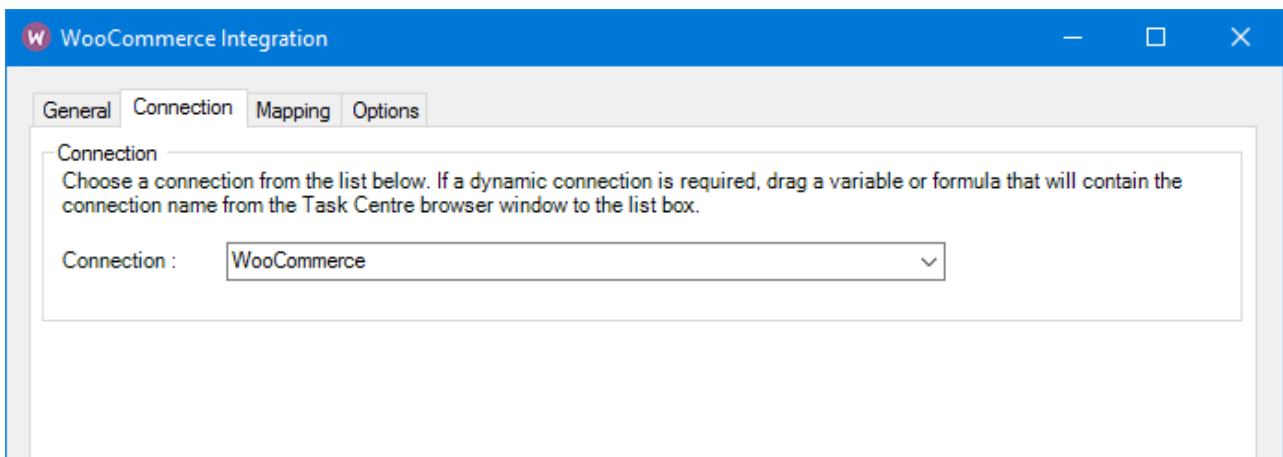 W WooCommerce Integration
General Connection Mapping Options
Connection
Choose a connection from the list below. If a dynamic connection is required, drag a variable or formula that will contain the
connection name from the Task Centre browser window to the list box.
Connection : WooCommerce